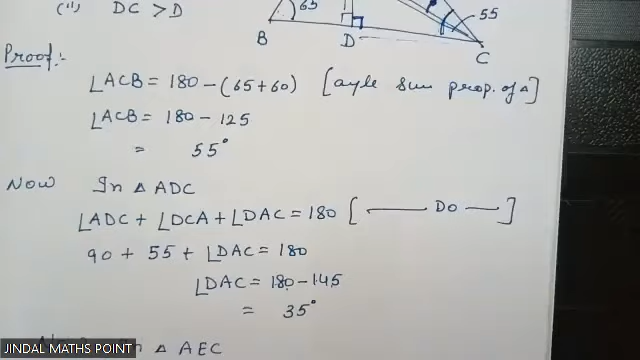 (ii) DC > D
65
55
B
D
C
Proof:-
∠ACB = 180 - (65+60) [angle sum prop. of Δ]
∠ACB = 180 - 125
= 55°
Now In Δ ADC
∠ADC + ∠DCA + ∠DAC = 180 [ —— Do —— ]
90 + 55 + ∠DAC = 180
∠DAC = 180 - 145
= 35°
In Δ AEC
JINDAL MATHS POINT